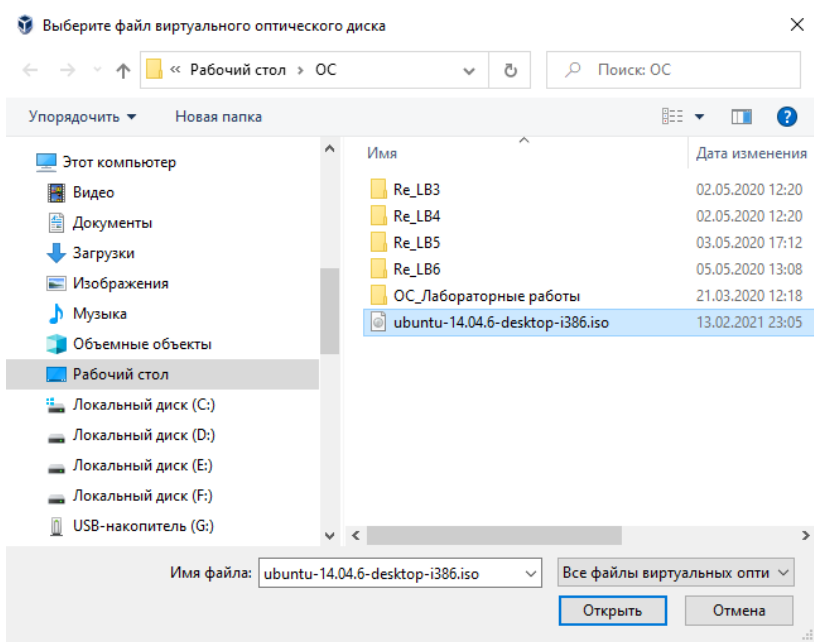 Выберите файл виртуального оптического диска
« Рабочий стол › ОС
Поиск: ОС
Упорядочить
Новая папка
Этот компьютер
Видео
Документы
Загрузки
Изображения
Музыка
Объемные объекты
Рабочий стол
Локальный диск (C:)
Локальный диск (D:)
Локальный диск (E:)
Локальный диск (F:)
USB-накопитель (G:)
Имя Дата изменения
Re_LB3 02.05.2020 12:20
Re_LB4 02.05.2020 12:20
Re_LB5 03.05.2020 17:12
Re_LB6 05.05.2020 13:08
ОС_Лабораторные работы 21.03.2020 12:18
ubuntu-14.04.6-desktop-i386.iso 13.02.2021 23:05
Имя файла: ubuntu-14.04.6-desktop-i386.iso
Все файлы виртуальных опти
Открыть Отмена